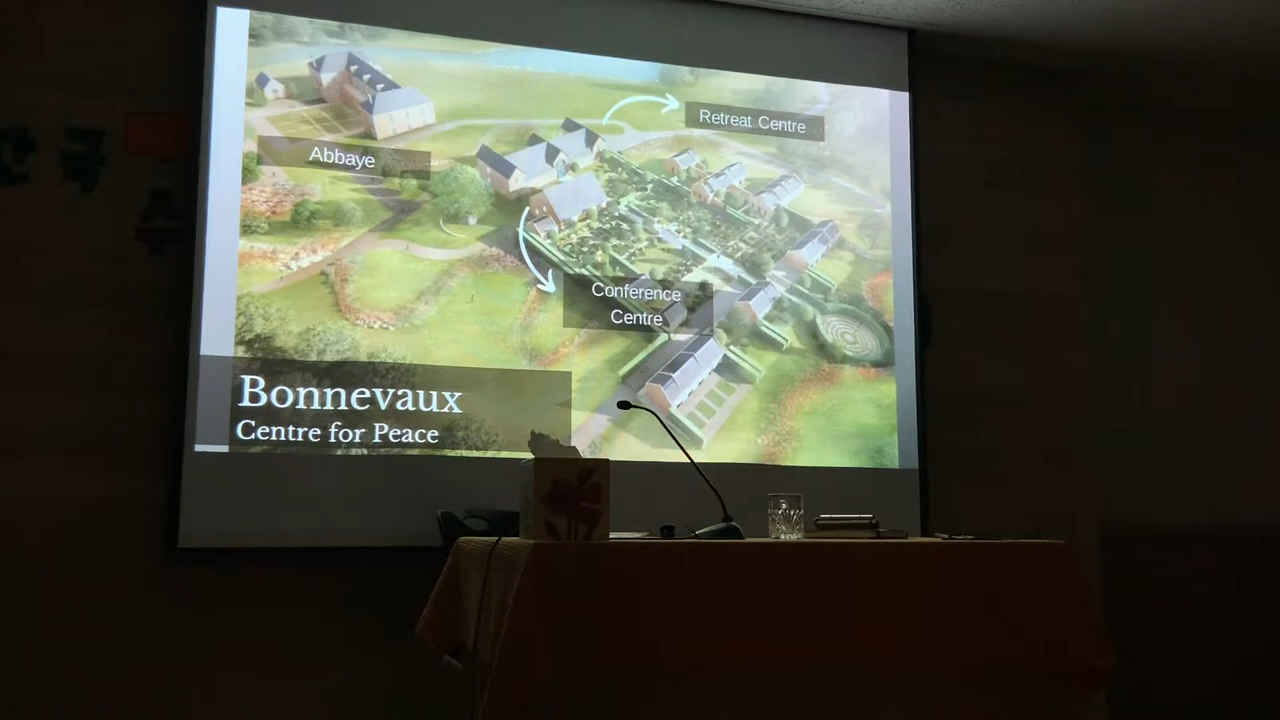 Retreat Centre
Abbaye
Conference
Centre
Bonnevaux
Centre for Peace